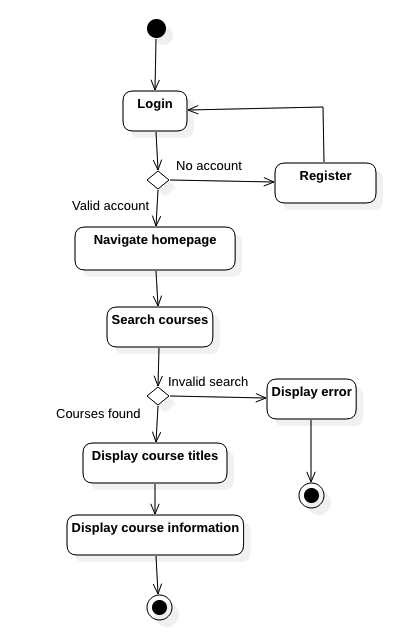 Login
No account
Register
Valid account
Navigate homepage
Search courses
Invalid search
Display error
Courses found
Display course titles
Display course information